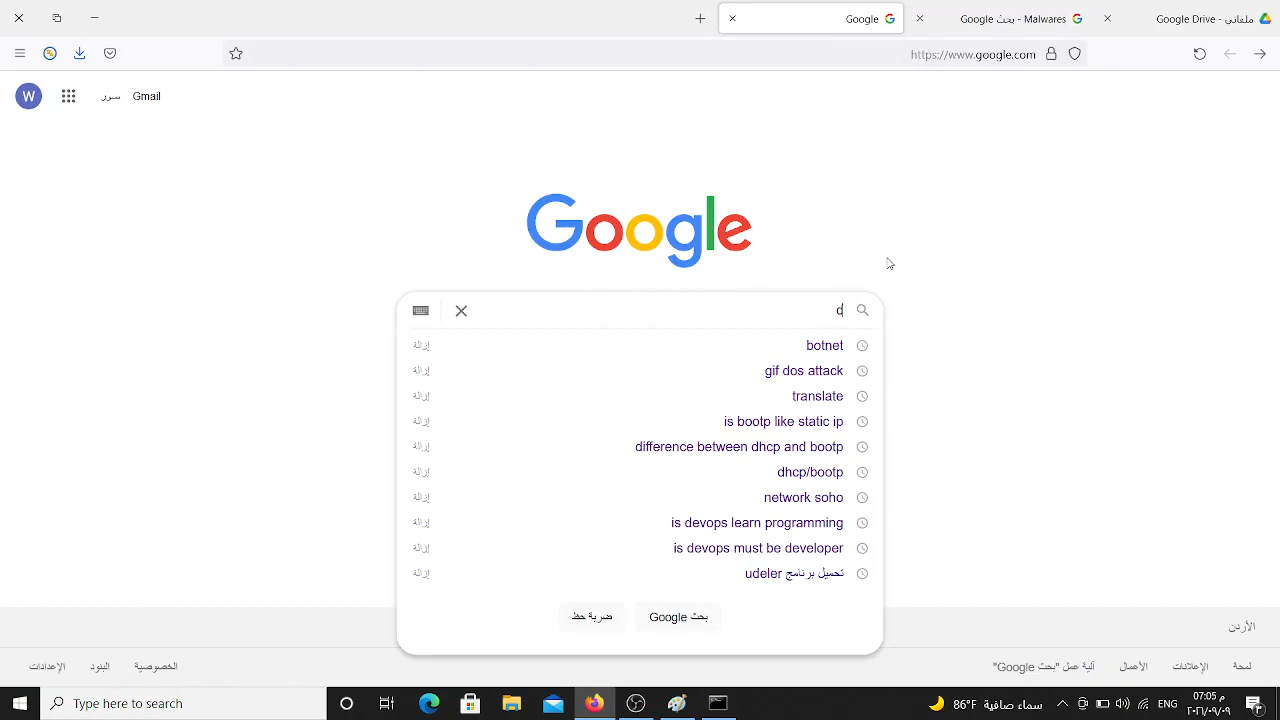 ملفاتي - Google Drive
Malwares - بحث Google
Google
https://www.google.com
Gmail
صور
W
Google
d
botnet
إزالة
gif dos attack
إزالة
translate
إزالة
is bootp like static ip
إزالة
difference between dhcp and bootp
إزالة
dhcp/bootp
إزالة
network soho
إزالة
is devops learn programming
إزالة
is devops must be developer
إزالة
تحميل برنامج udeler
إزالة
بحث Google
ضربة حظ
الأردن
لمحة
الإعلانات
الأعمال
آلية عمل "بحث Google"
الخصوصية
البنود
الإعدادات
Type here to search
86°F سماء صافية
ENG
07:05 م
٢٠٢١/٠٩/٠٩